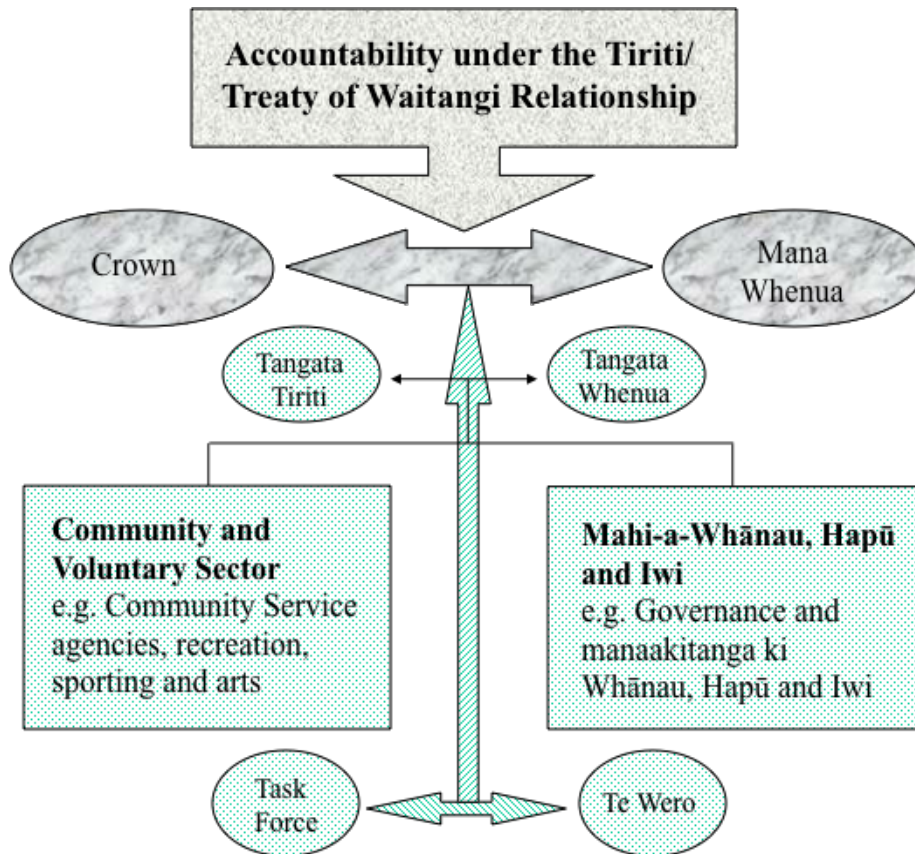 Accountability under the Tiriti/
Treaty of Waitangi Relationship
Crown
Mana
Whenua
Tangata
Tiriti
Tangata
Whenua
Community and
Voluntary Sector
e.g. Community Service
agencies, recreation,
sporting and arts
Mahi-a-Whānau, Hapū
and Iwi
e.g. Governance and
manaakitanga ki
Whānau, Hapū and Iwi
Task
Force
Te Wero